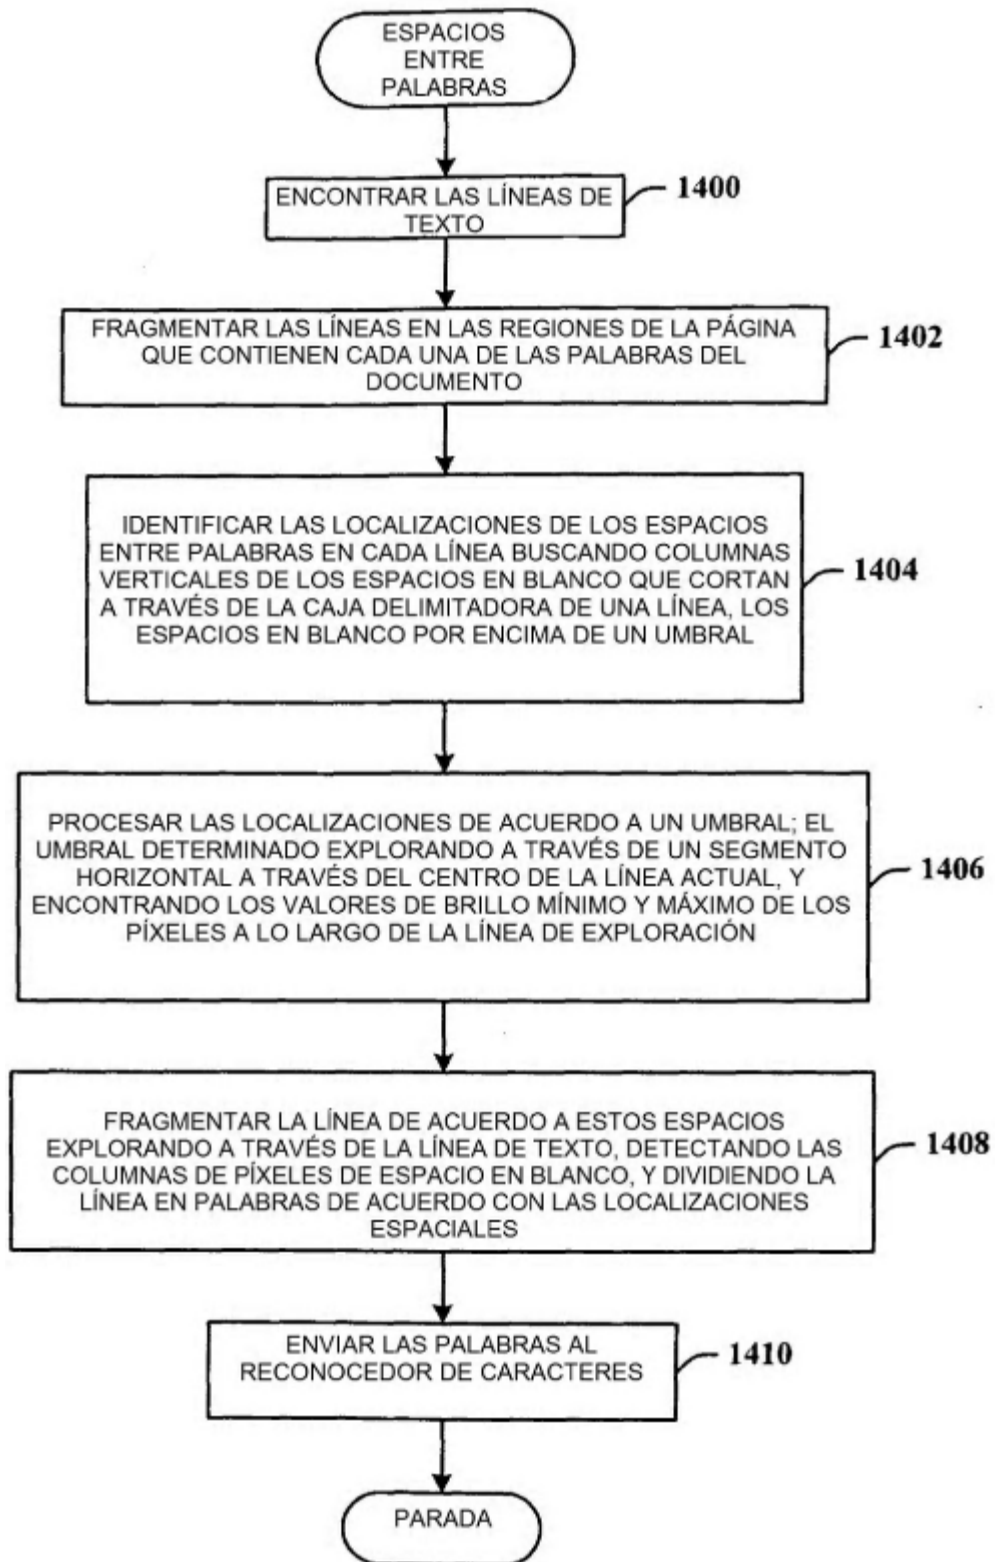 ESPACIOS
ENTRE
PALABRAS
ENCONTRAR LAS LÍNEAS DE
TEXTO
1400
FRAGMENTAR LAS LÍNEAS EN LAS REGIONES DE LA PÁGINA
QUE CONTIENEN CADA UNA DE LAS PALABRAS DEL
DOCUMENTO
1402
IDENTIFICAR LAS LOCALIZACIONES DE LOS ESPACIOS
ENTRE PALABRAS EN CADA LÍNEA BUSCANDO COLUMNAS
VERTICALES DE LOS ESPACIOS EN BLANCO QUE CORTAN
A TRAVÉS DE LA CAJA DELIMITADORA DE UNA LÍNEA, LOS
ESPACIOS EN BLANCO POR ENCIMA DE UN UMBRAL
1404
PROCESAR LAS LOCALIZACIONES DE ACUERDO A UN UMBRAL; EL
UMBRAL DETERMINADO EXPLORANDO A TRAVÉS DE UN SEGMENTO
HORIZONTAL A TRAVÉS DEL CENTRO DE LA LÍNEA ACTUAL, Y
ENCONTRANDO LOS VALORES DE BRILLO MÍNIMO Y MÁXIMO DE LOS
PÍXELES A LO LARGO DE LA LÍNEA DE EXPLORACIÓN
1406
FRAGMENTAR LA LÍNEA DE ACUERDO A ESTOS ESPACIOS
EXPLORANDO A TRAVÉS DE LA LÍNEA DE TEXTO, DETECTANDO LAS
COLUMNAS DE PÍXELES DE ESPACIO EN BLANCO, Y DIVIDIENDO LA
LÍNEA EN PALABRAS DE ACUERDO CON LAS LOCALIZACIONES
ESPACIALES
1408
ENVIAR LAS PALABRAS AL
RECONOCEDOR DE CARACTERES
1410
PARADA